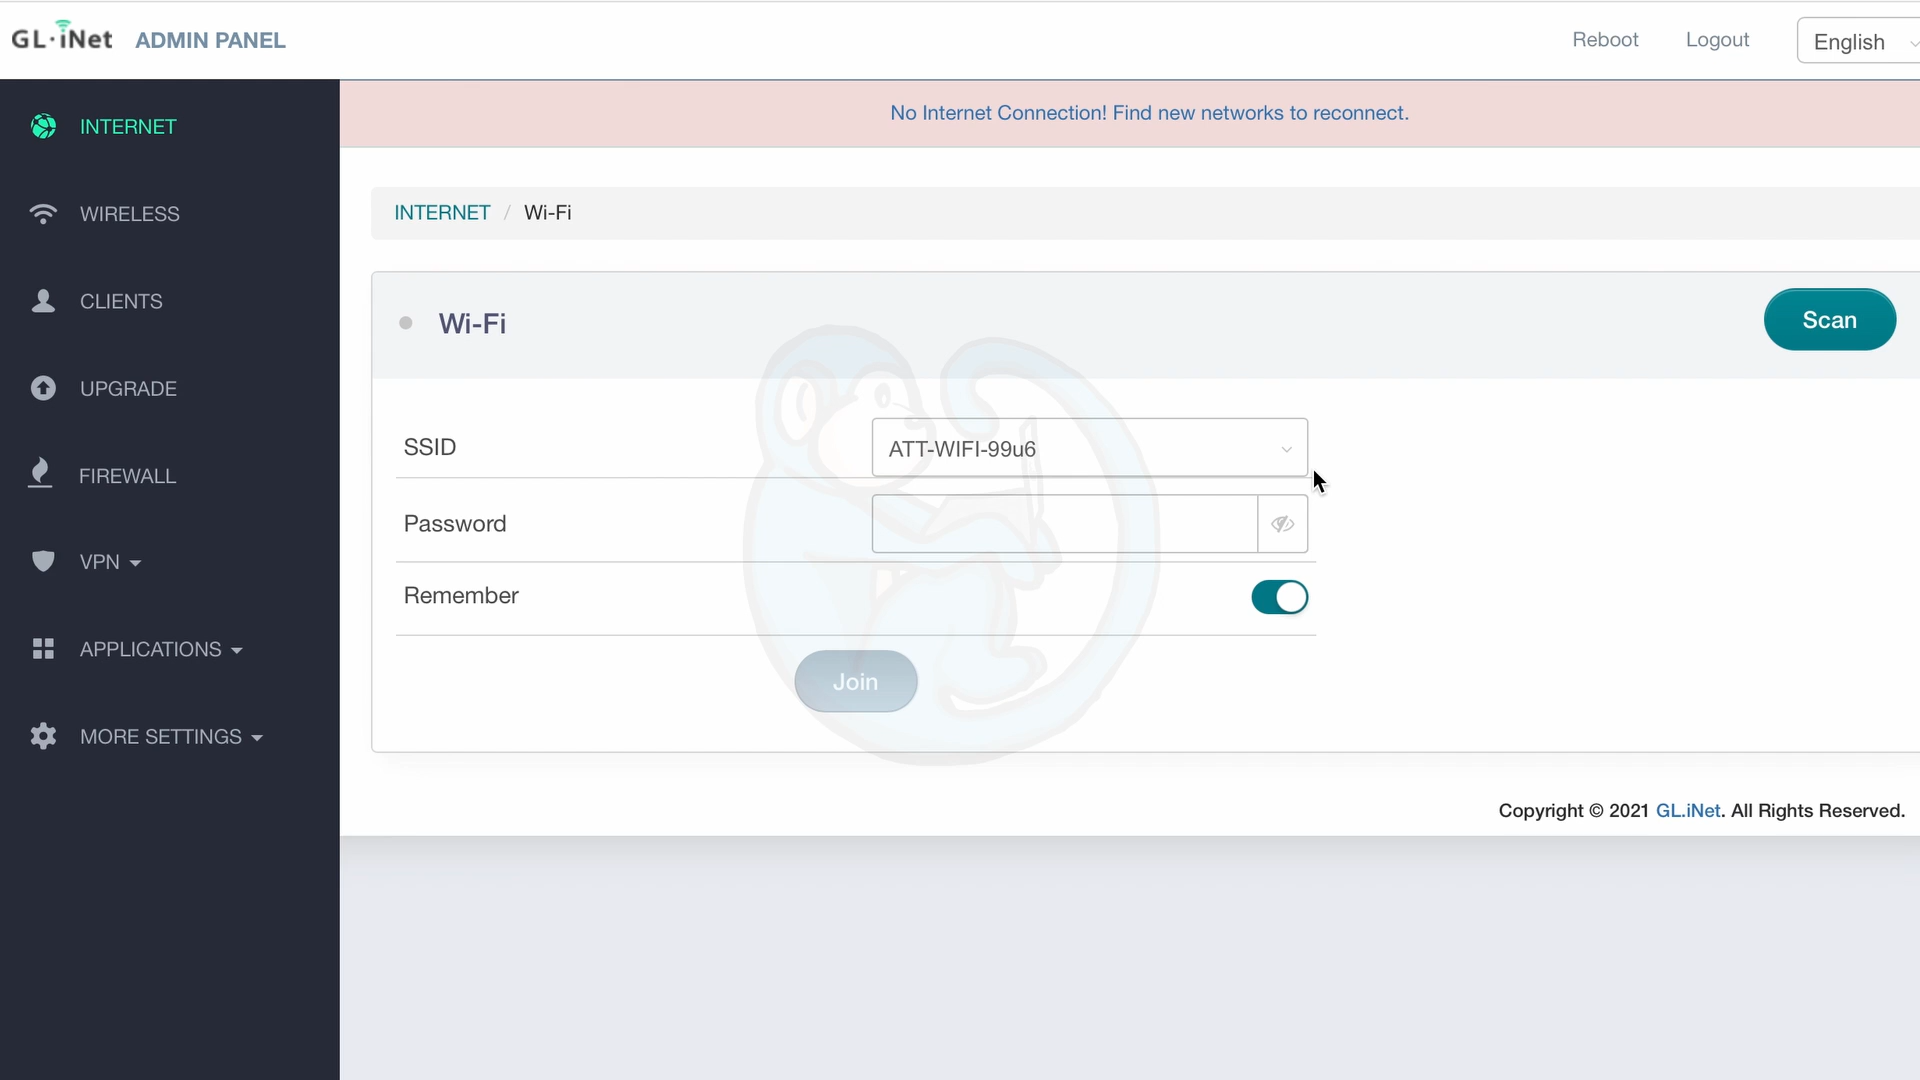 GL·iNet ADMIN PANEL
Reboot Logout English
INTERNET
WIRELESS
CLIENTS
UPGRADE
FIREWALL
VPN
APPLICATIONS
MORE SETTINGS
No Internet Connection! Find new networks to reconnect.
INTERNET / Wi-Fi
Wi-Fi
Scan
SSID ATT-WIFI-99u6
Password
Remember
Join
Copyright © 2021 GL.iNet. All Rights Reserved.